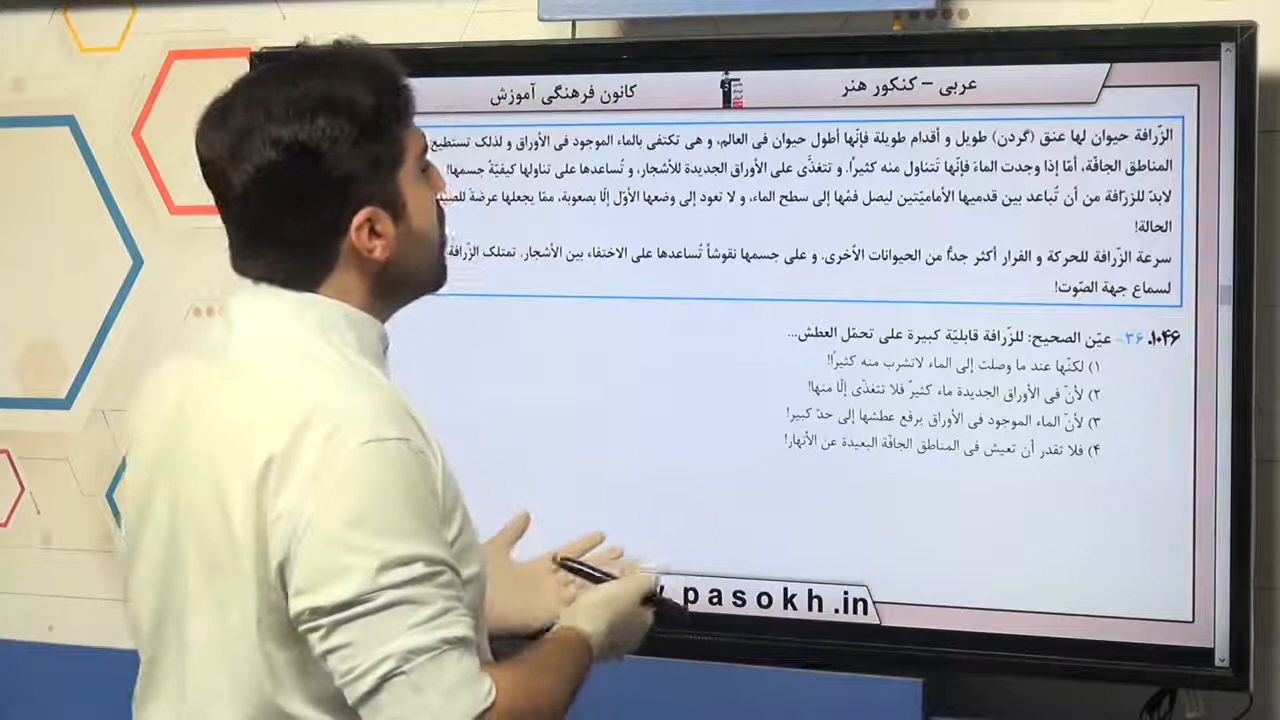 عربی – کنکور هنر
کانون فرهنگی آموزش
الزّرافة حیوان لها عنق (گردن) طویل و أقدام طویلة فإنّها أطول حیوان فی العالم، و هی تکتفی بالماء الموجود فی الأوراق و لذلک تستطیع
المناطق الجافّة، أمّا إذا وجدت الماءَ فإنّها تَتناول منه کثیراً. و تتغذّی علی الأوراق الجدیدة للأشجار، و تُساعدها علی تناولها کیفیّةُ جسمها!
لابدّ للزرّافة من أن تُباعد بین قدمیها الأمامیّتین لیصل فمُها إلی سطح الماء، و لا تعود إلی وضعها الأوّل إلّا بصعوبة، ممّا یجعلها عرضة للصید
الحالة!
سرعة الزّرافة للحرکة و الفرار أکثر جدّاً من الحیوانات الأخری. و علی جسمها نقوشاً تُساعدها علی الاختفاء بین الأشجار. تمتلک الزّرافة
لسماع جهة الصّوت!
۱۰۴۶. ۳۶- عیّن الصحیح: للزّرافة قابلیّة کبیرة علی تحمّل العطش...
۱) لکنّها عند ما وصلت إلی الماء لاتشرب منه کثیراً!
۲) لأنّ فی الأوراق الجدیدة ماء کثیرٌ فلا تتغذّی إلّا منها!
۳) لأنّ الماء الموجود فی الأوراق یرفع عطشها إلی حدّ کبیر!
۴) فلا تقدر أن تعیش فی المناطق الجافّة البعیدة عن الأنهار!
pasokh.in